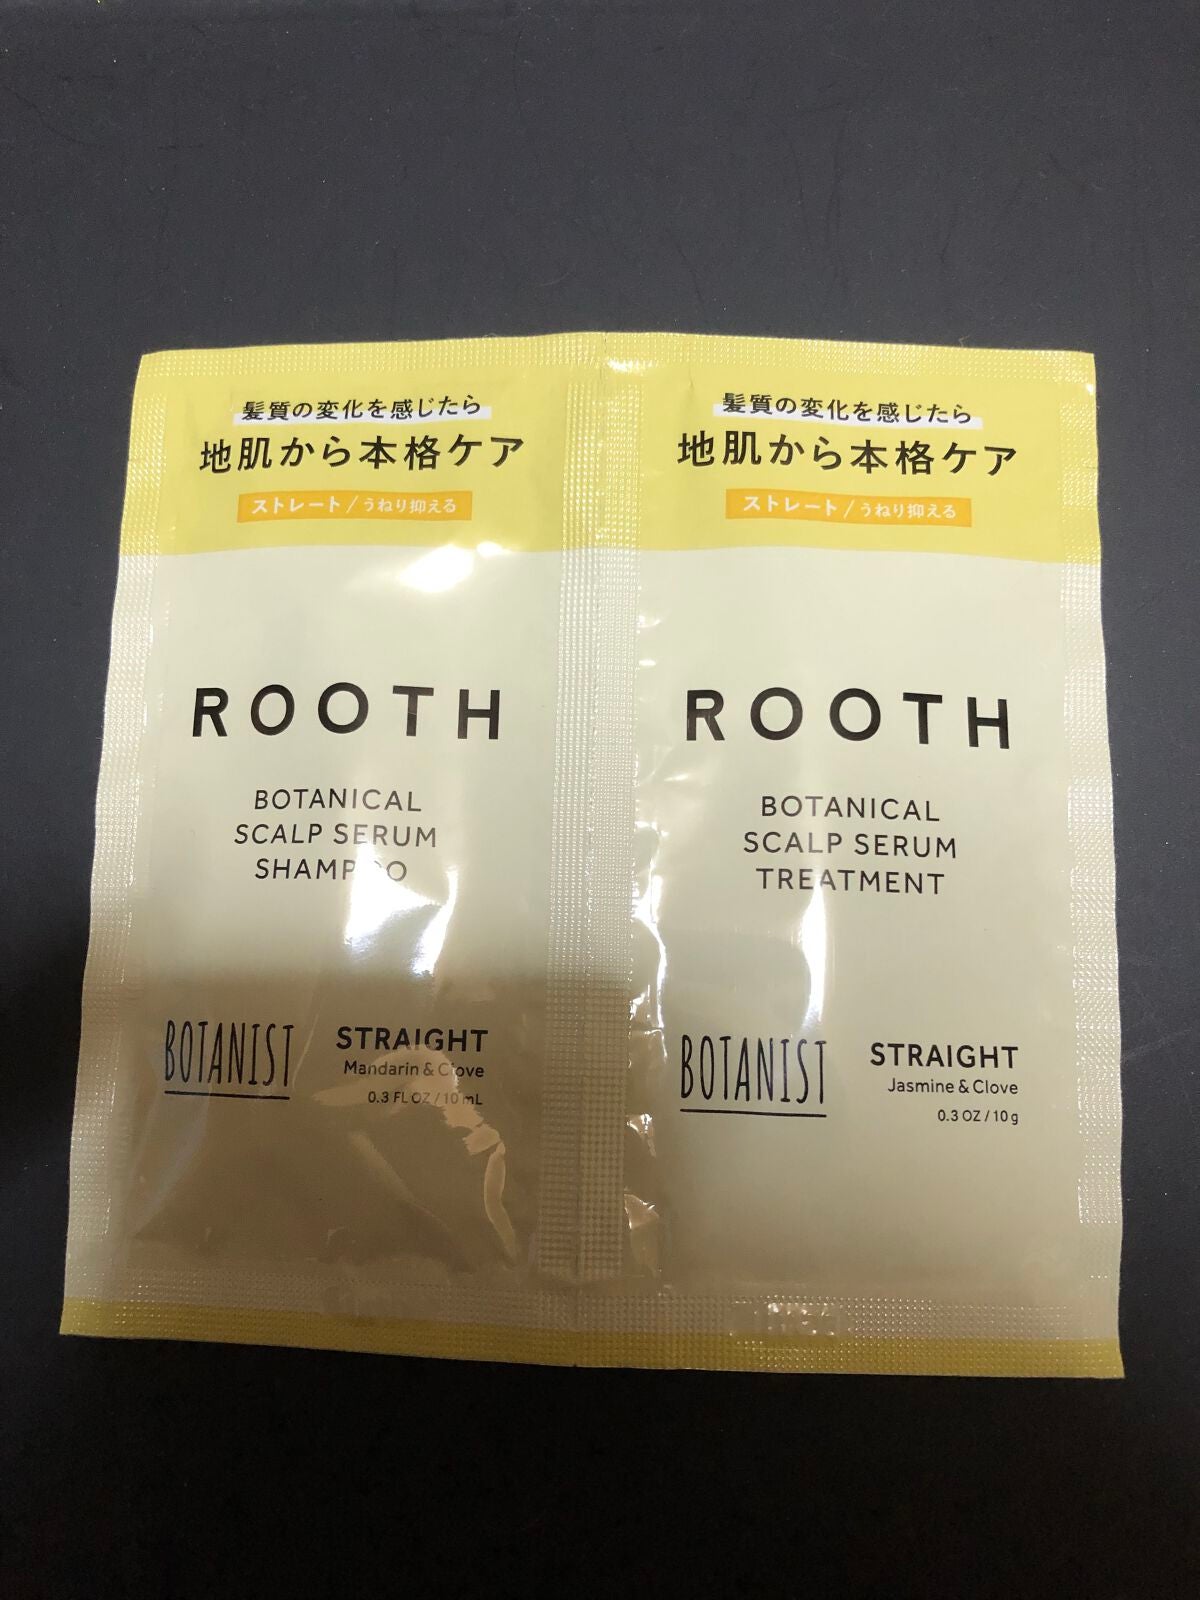 髪質の変化を感じたら
地肌から本格ケア
ストレート/うねり抑える
ROOTH
BOTANICAL
SCALP SERUM
SHAMPOO
BOTANIST
STRAIGHT
Mandarin & Clove
0.3 FL OZ / 10 mL
髪質の変化を感じたら
地肌から本格ケア
ストレート/うねり抑える
ROOTH
BOTANICAL
SCALP SERUM
TREATMENT
BOTANIST
STRAIGHT
Jasmine & Clove
0.3 OZ / 10 g